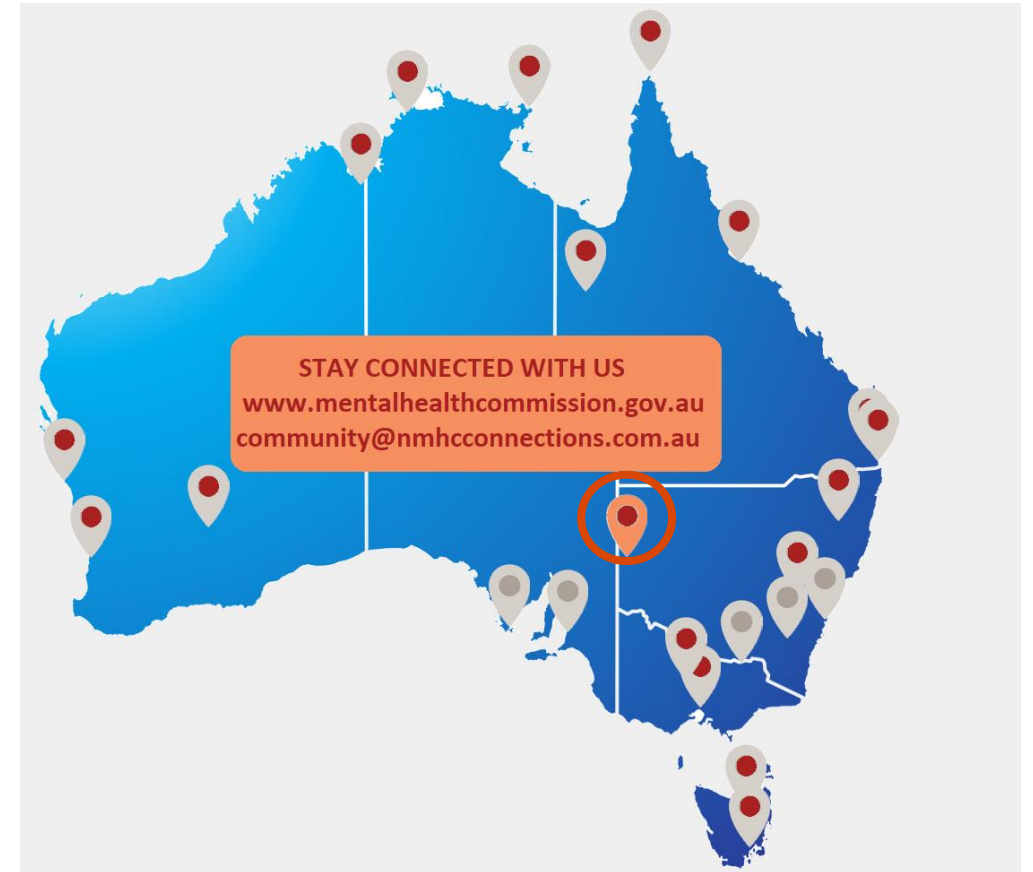 STAY CONNECTED WITH US
www.mentalhealthcommission.gov.au
community@nmhcconnections.com.au